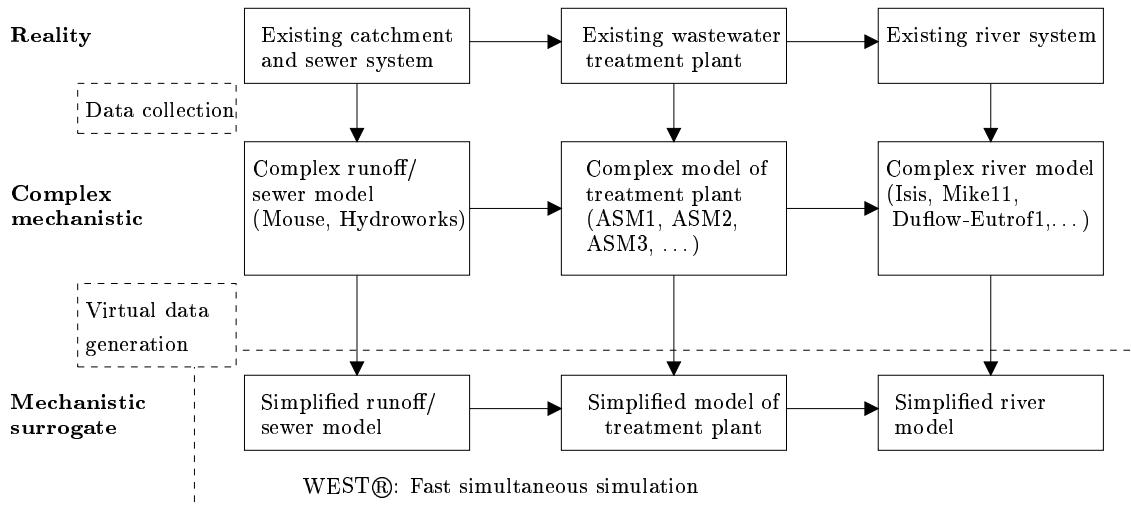 Reality
Existing catchment
and sewer system
Existing wastewater
treatment plant
Existing river system
Data collection
Complex
mechanistic
Complex runoff/
sewer model
(Mouse, Hydroworks)
Complex model of
treatment plant
(ASM1, ASM2,
ASM3, ...)
Complex river model
(Isis, Mike11,
Duflow-Eutrof1,...)
Virtual data
generation
Mechanistic
surrogate
Simplified runoff/
sewer model
Simplified model of
treatment plant
Simplified river
model
WEST®: Fast simultaneous simulation